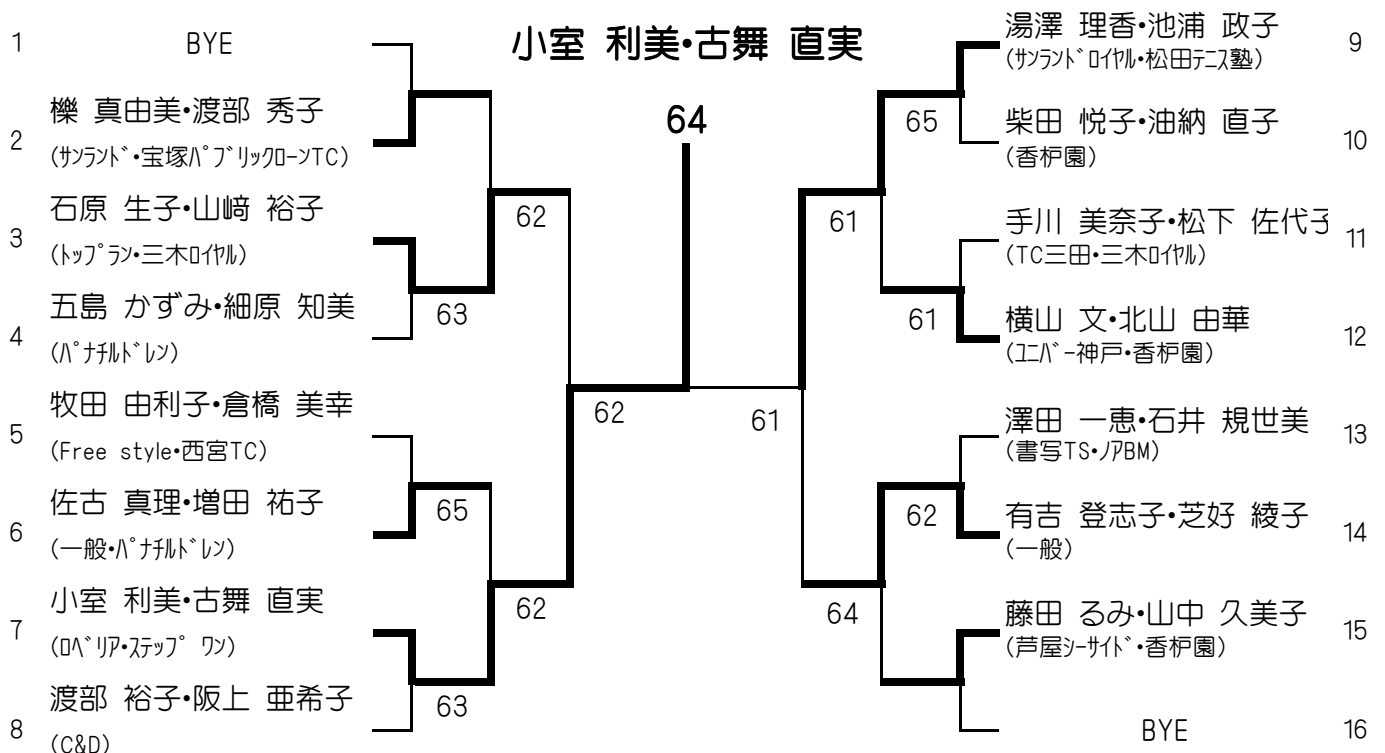 小室 利美・古舞 直実
64
1 BYE
2 櫟 真由美・渡部 秀子
(ｻﾝﾗﾝﾄﾞ・宝塚ﾊﾟﾌﾞﾘｯｸﾛｰﾝTC)
3 石原 生子・山﨑 裕子
(ﾄｯﾌﾟﾗﾝ・三木ﾛｲﾔﾙ)
4 五島 かずみ・細原 知美
(ﾊﾟﾅﾁﾙﾄﾞﾚﾝ)
5 牧田 由利子・倉橋 美幸
(Free style・西宮TC)
6 佐古 真理・増田 祐子
(一般・ﾊﾟﾅﾁﾙﾄﾞﾚﾝ)
7 小室 利美・古舞 直実
(ﾛﾍﾞﾘｱ・ｽﾃｯﾌﾟ ﾜﾝ)
8 渡部 裕子・阪上 亜希子
(C&D)
62
63
65
62
63
62
61
65
61
61
62
64
湯澤 理香・池浦 政子 9
(ｻﾝﾗﾝﾄﾞﾛｲﾔﾙ・松田ﾃﾆｽ塾)
柴田 悦子・油納 直子 10
(香枦園)
手川 美奈子・松下 佐代子 11
(TC三田・三木ﾛｲﾔﾙ)
横山 文・北山 由華 12
(ﾕﾆﾊﾞｰ神戸・香枦園)
澤田 一恵・石井 規世美 13
(書写TS・ﾉｱBM)
有吉 登志子・芝好 綾子 14
(一般)
藤田 るみ・山中 久美子 15
(芦屋ｼｰｻｲﾄﾞ・香枦園)
BYE 16